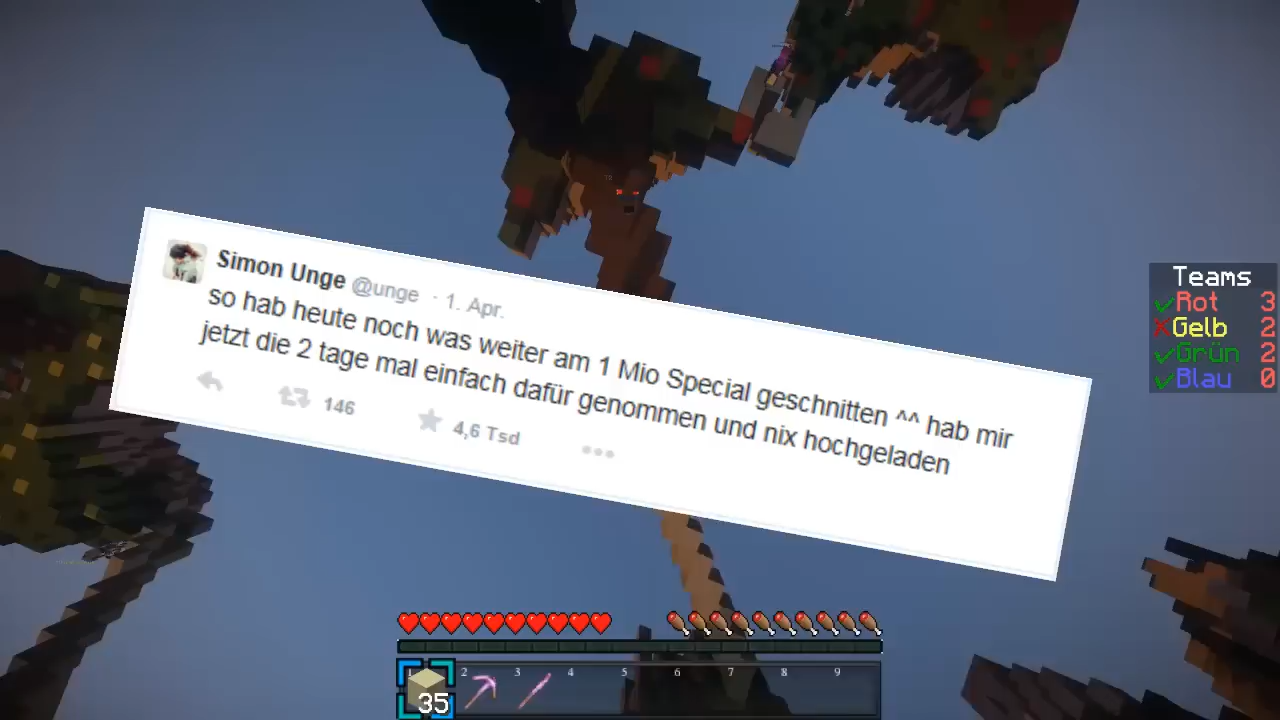 Simon Unge @unge · 1. Apr.
so hab heute noch was weiter am 1 Mio Special geschnitten ^^ hab mir
jetzt die 2 tage mal einfach dafür genommen und nix hochgeladen
146 4,6 Tsd
Teams
✓Rot 3
✗Gelb 2
✓Grün 2
✓Blau 0
1 2 3 4 5 6 7 8 9
35